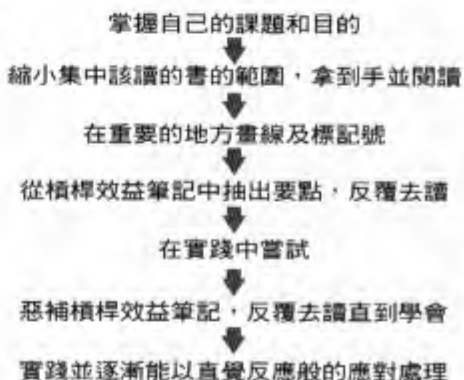 掌握自己的課題和目的
縮小集中該讀的書的範圍，拿到手並閱讀
在重要的地方畫線及標記號
從槓桿效益筆記中抽出要點，反覆去讀
在實踐中嘗試
惡補槓桿效益筆記，反覆去讀直到學會
實踐並逐漸能以直覺反應般的應對處理